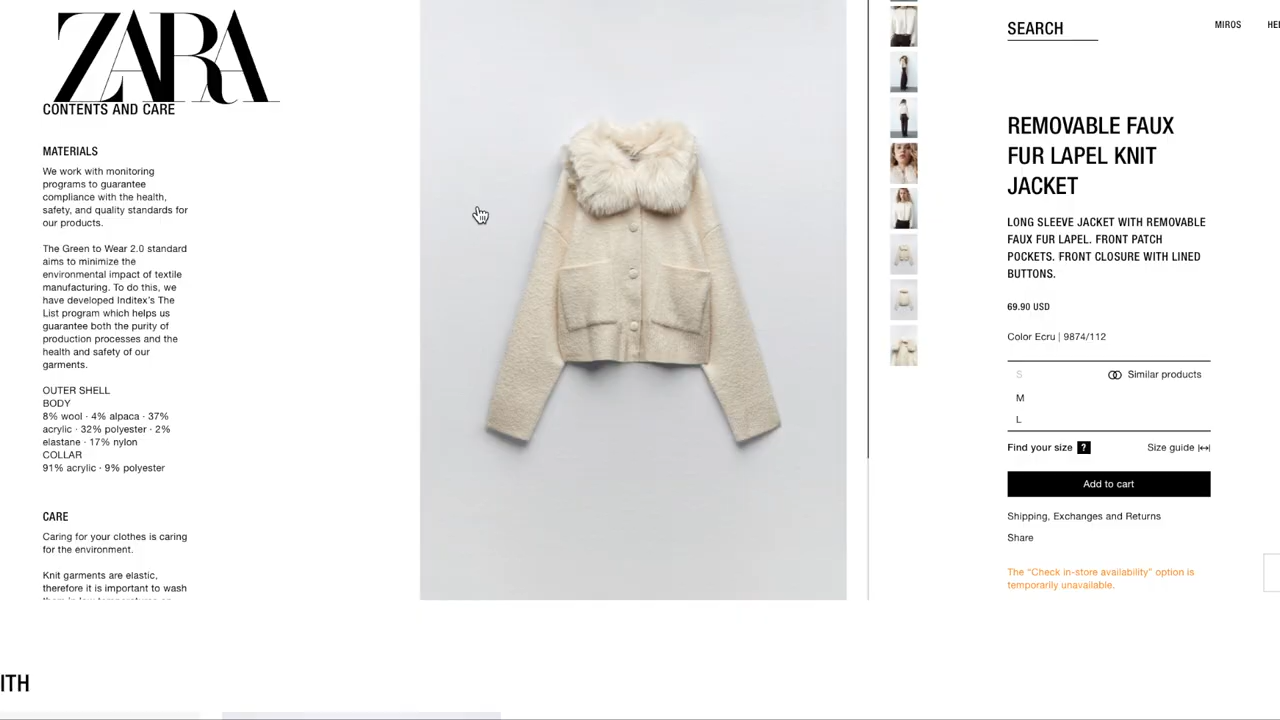 ZARA
CONTENTS AND CARE
MATERIALS
We work with monitoring
programs to guarantee
compliance with the health,
safety, and quality standards for
our products.
The Green to Wear 2.0 standard
aims to minimize the
environmental impact of textile
manufacturing. To do this, we
have developed Inditex's The
List program which helps us
guarantee both the purity of
production processes and the
health and safety of our
garments.
OUTER SHELL
BODY
8% wool · 4% alpaca · 37%
acrylic · 32% polyester · 2%
elastane · 17% nylon
COLLAR
91% acrylic · 9% polyester
CARE
Caring for your clothes is caring
for the environment.
Knit garments are elastic,
therefore it is important to wash
SEARCH
MIROS
REMOVABLE FAUX
FUR LAPEL KNIT
JACKET
LONG SLEEVE JACKET WITH REMOVABLE
FAUX FUR LAPEL. FRONT PATCH
POCKETS. FRONT CLOSURE WITH LINED
BUTTONS.
69.90 USD
Color Ecru | 9874/112
S
Similar products
M
L
Find your size ?
Size guide
Add to cart
Shipping, Exchanges and Returns
Share
The “Check in-store availability” option is
temporarily unavailable.
ITH